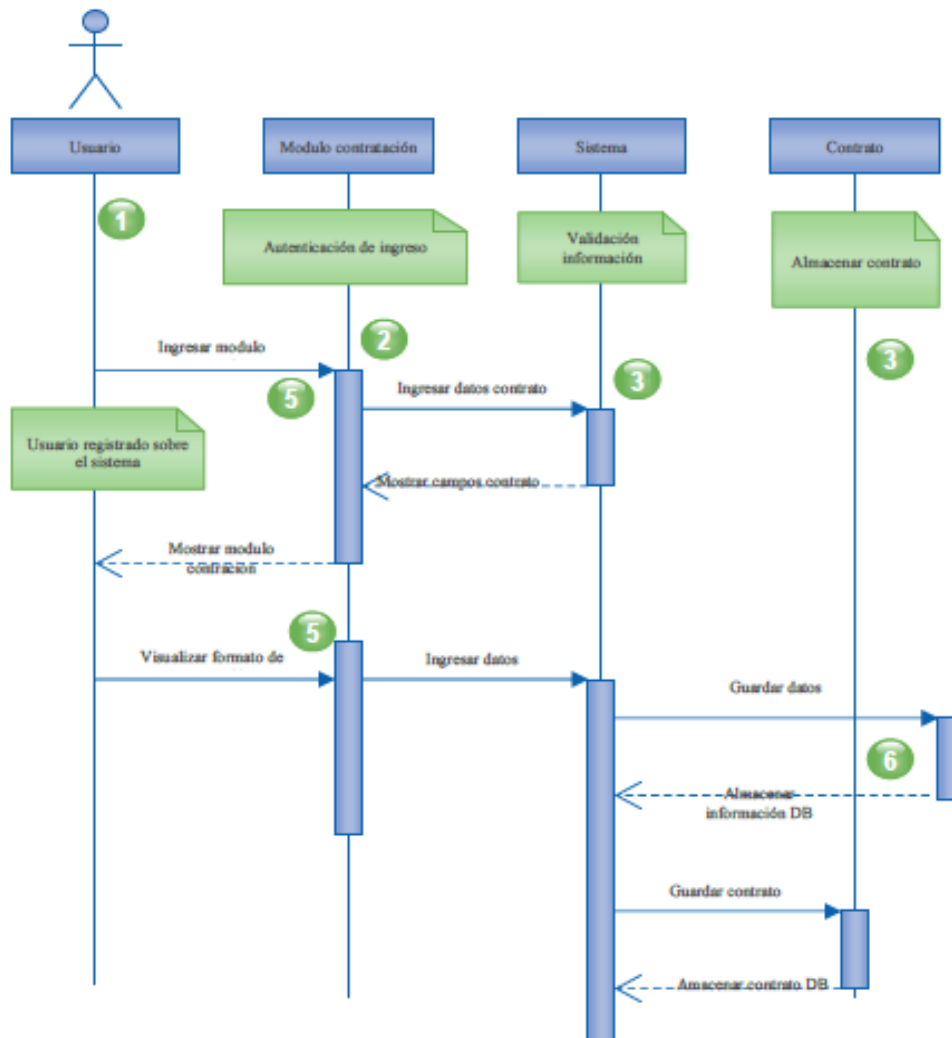 Usuario
Modulo contratación
Sistema
Contrato
1
Autenticación de ingreso
Validación
información
Almacenar contrato
2
Ingresar modulo
3
3
5
Ingresar datos contrato
Usuario registrado sobre
el sistema
Mostrar campos contrato
Mostrar modulo
contracion
5
Visualizar formato de
Ingresar datos
Guardar datos
6
Almacenar
información DB
Guardar contrato
Amacenar contrato DB